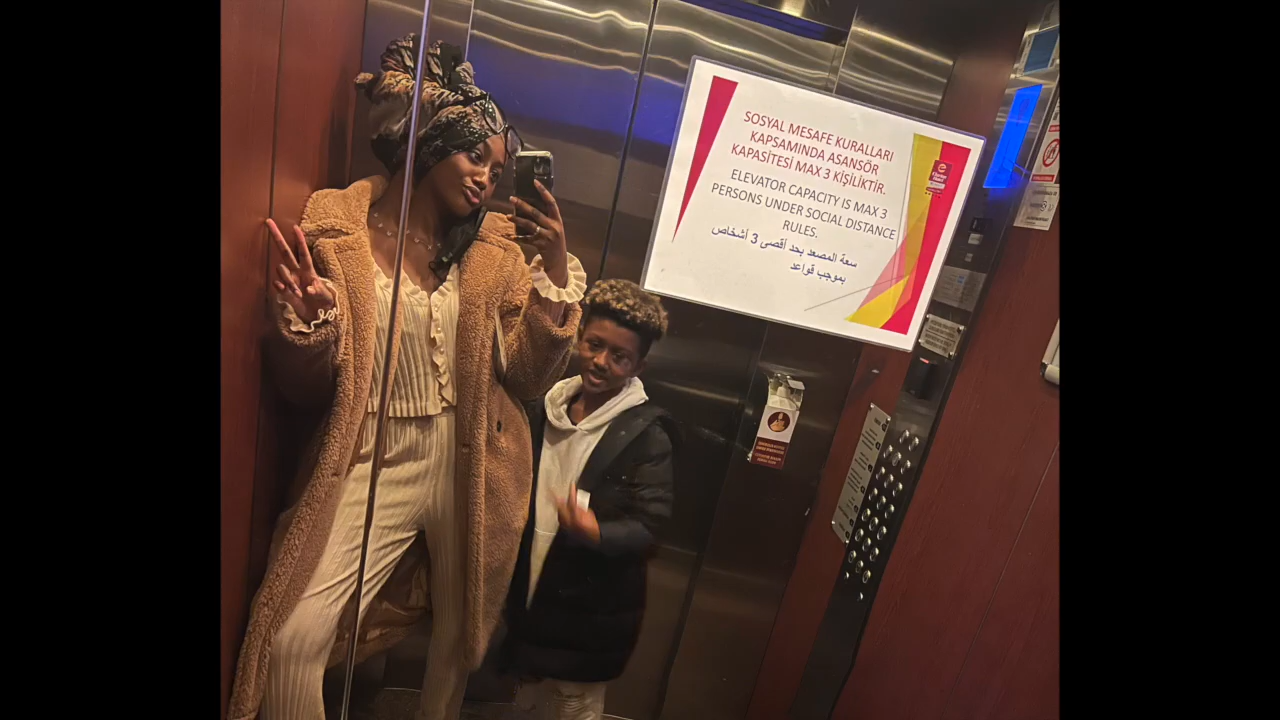 SOSYAL MESAFE KURALLARI
KAPSAMINDA ASANSÖR
KAPASİTESİ MAX 3 KİŞİLİKTİR.
ELEVATOR CAPACITY IS MAX 3
PERSONS UNDER SOCIAL DISTANCE
RULES.
سعة المصعد بحد أقصى 3 أشخاص
بموجب قواعد